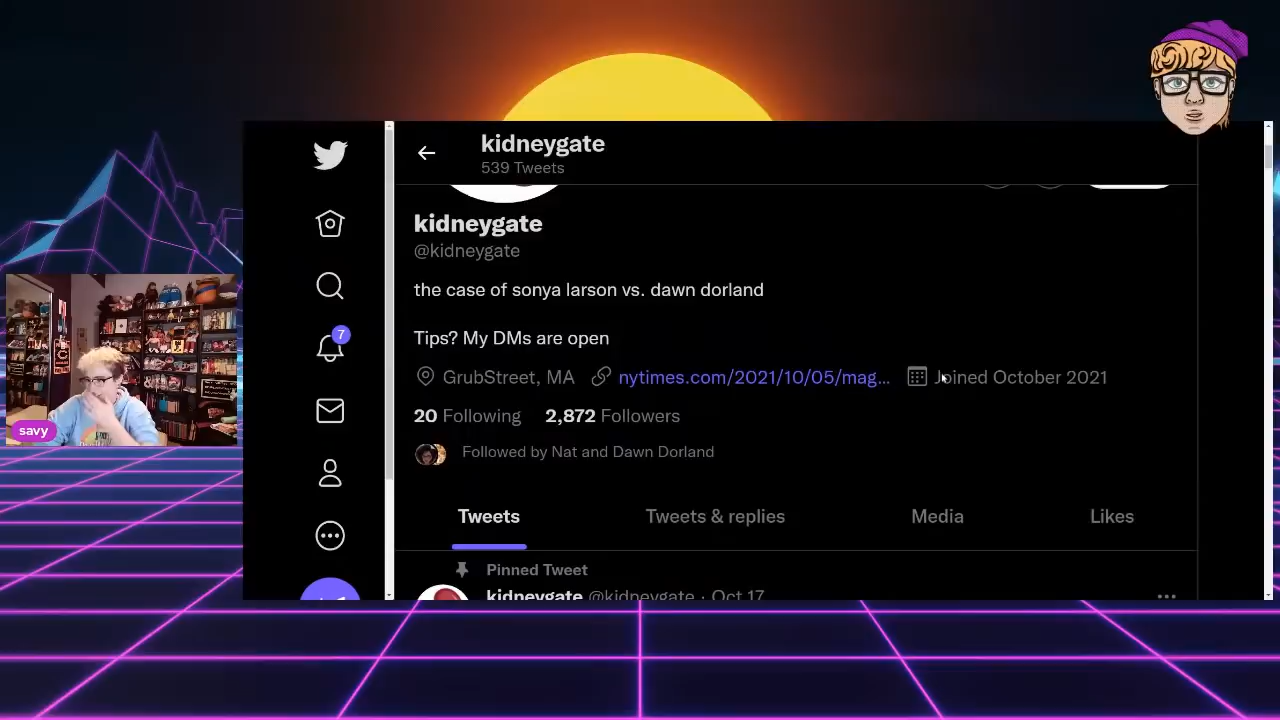 kidneygate
539 Tweets
kidneygate
@kidneygate
the case of sonya larson vs. dawn dorland
7
Tips? My DMs are open
GrubStreet, MA nytimes.com/2021/10/05/mag... Joined October 2021
20 Following 2,872 Followers
savy
Followed by Nat and Dawn Dorland
Tweets Tweets & replies Media Likes
Pinned Tweet
kidneygate @kidneygate · Oct 17